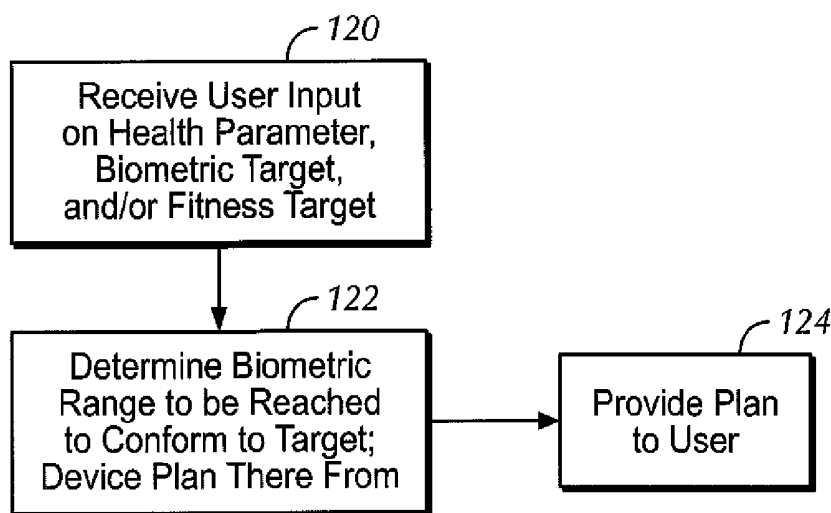 120
Receive User Input
on Health Parameter,
Biometric Target,
and/or Fitness Target
122
Determine Biometric
Range to be Reached
to Conform to Target;
Device Plan There From
124
Provide Plan
to User